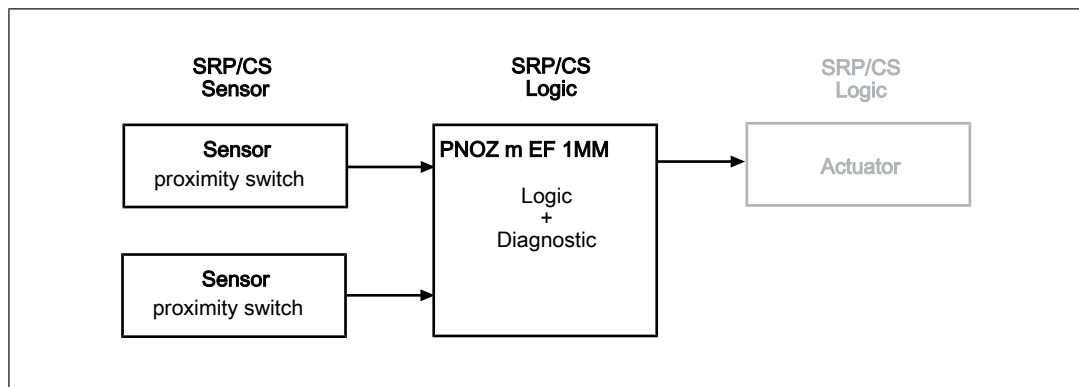 SRP/CS
Sensor
SRP/CS
Logic
SRP/CS
Logic
Sensor
proximity switch
PNOZ m EF 1MM
Logic
+
Diagnostic
Actuator
Sensor
proximity switch